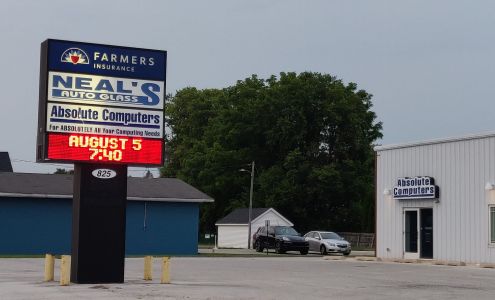 FARMERS
INSURANCE
NEAL'S
AUTO GLASS
Absolute Computers
For ABSOLUTELY All Your Computing Needs
AUGUST 5
7:40
825
Absolute
Computers